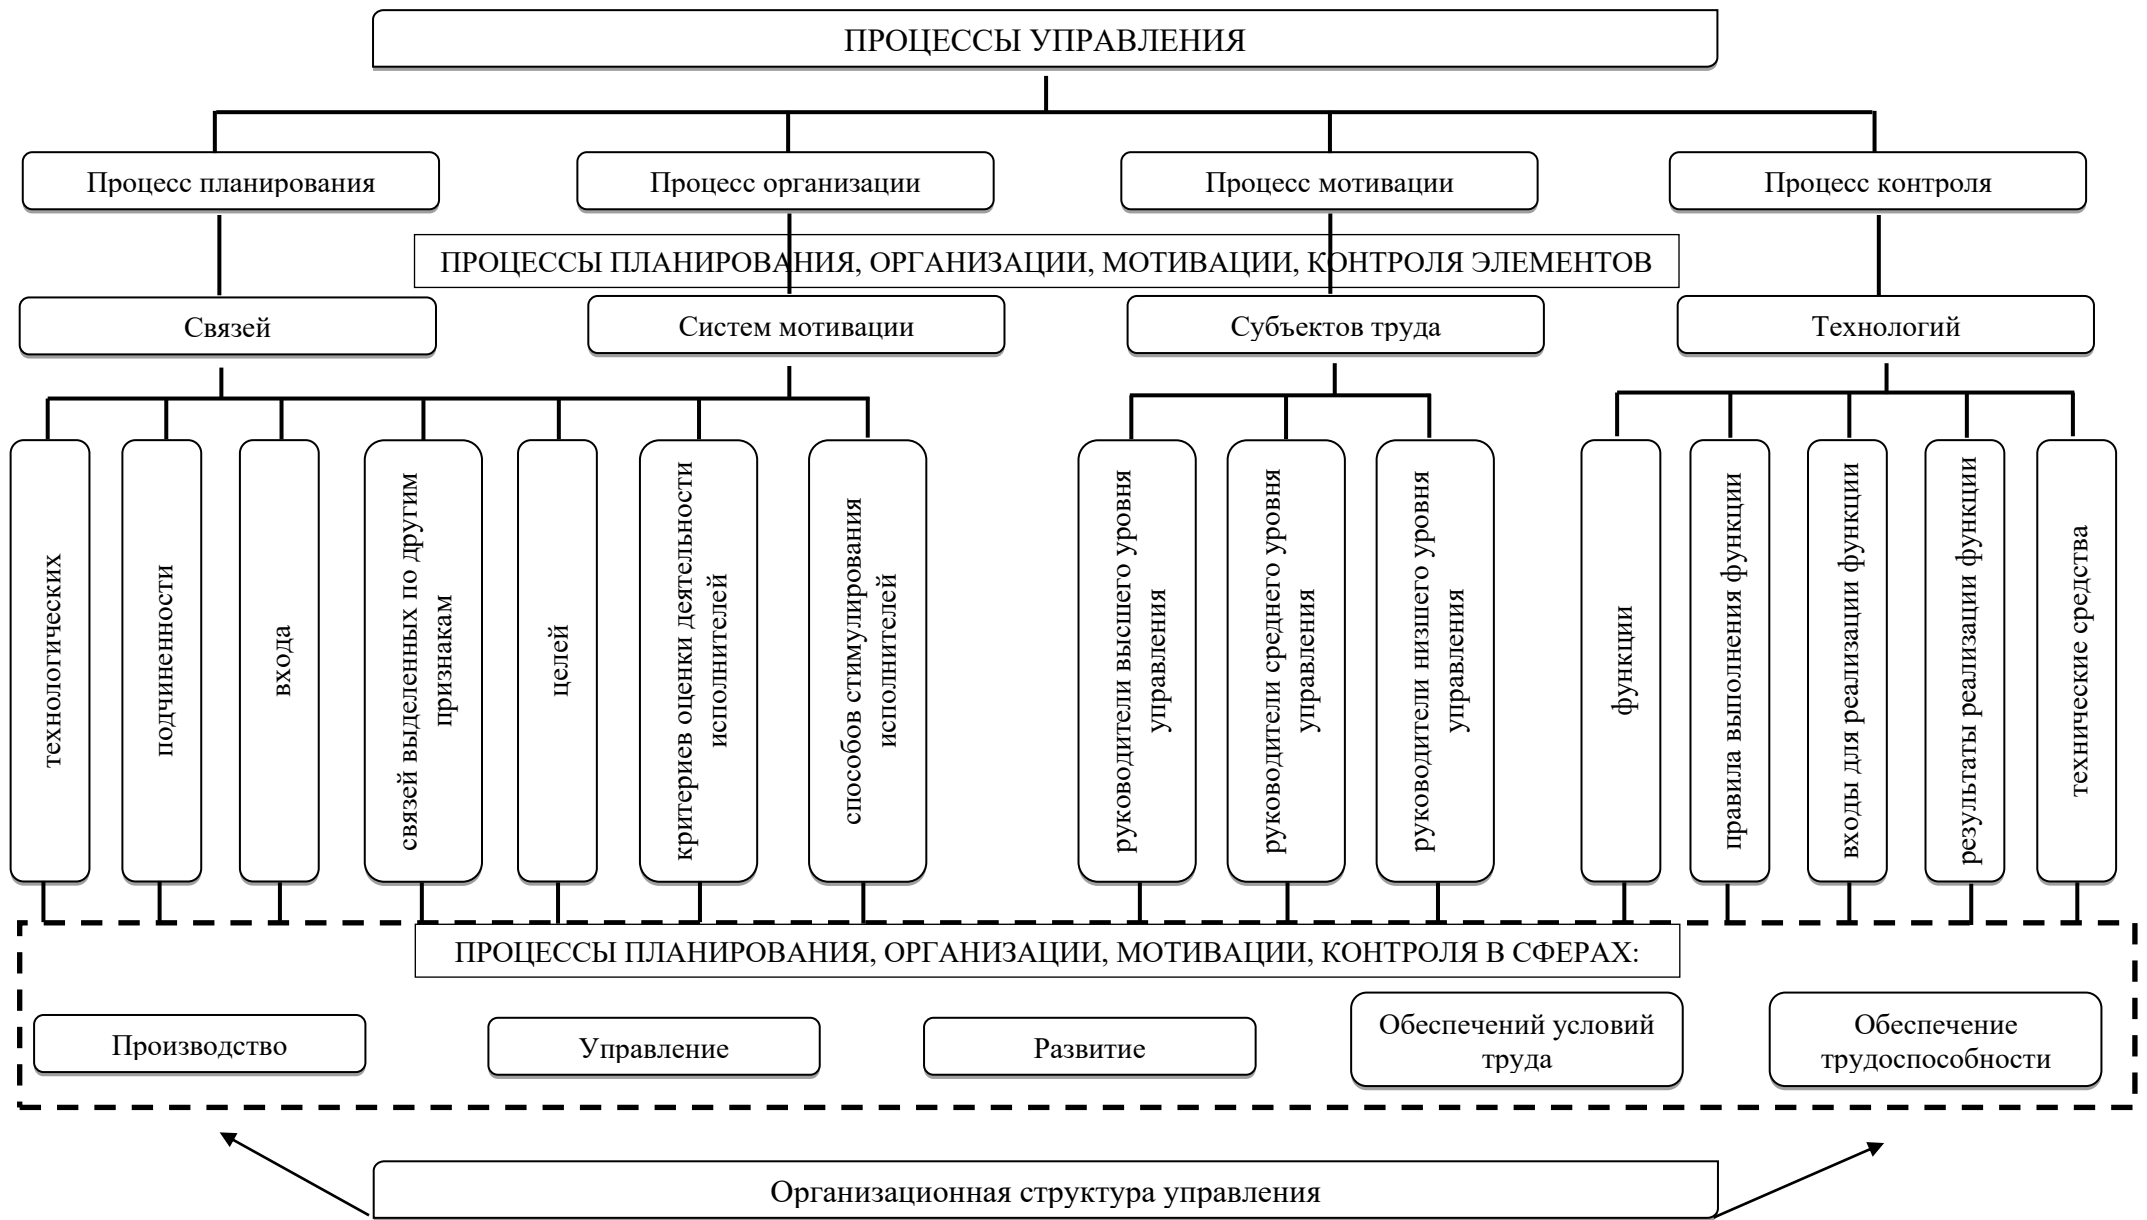 ПРОЦЕССЫ УПРАВЛЕНИЯ
Процесс планирования
Процесс организации
Процесс мотивации
Процесс контроля
ПРОЦЕССЫ ПЛАНИРОВАНИЯ, ОРГАНИЗАЦИИ, МОТИВАЦИИ, КОНТРОЛЯ ЭЛЕМЕНТОВ
Связей
Систем мотивации
Субъектов труда
Технологий
технологических
подчиненности
входа
связей выделенных по другим
признакам
целей
критериев оценки деятельности
исполнителей
способов стимулирования
исполнителей
руководители высшего уровня
управления
руководители среднего уровня
управления
руководители низшего уровня
управления
функции
правила выполнения функции
входы для реализации функции
результаты реализации функции
технические средства
ПРОЦЕССЫ ПЛАНИРОВАНИЯ, ОРГАНИЗАЦИИ, МОТИВАЦИИ, КОНТРОЛЯ В СФЕРАХ:
Производство
Управление
Развитие
Обеспечений условий
труда
Обеспечение
трудоспособности
Организационная структура управления